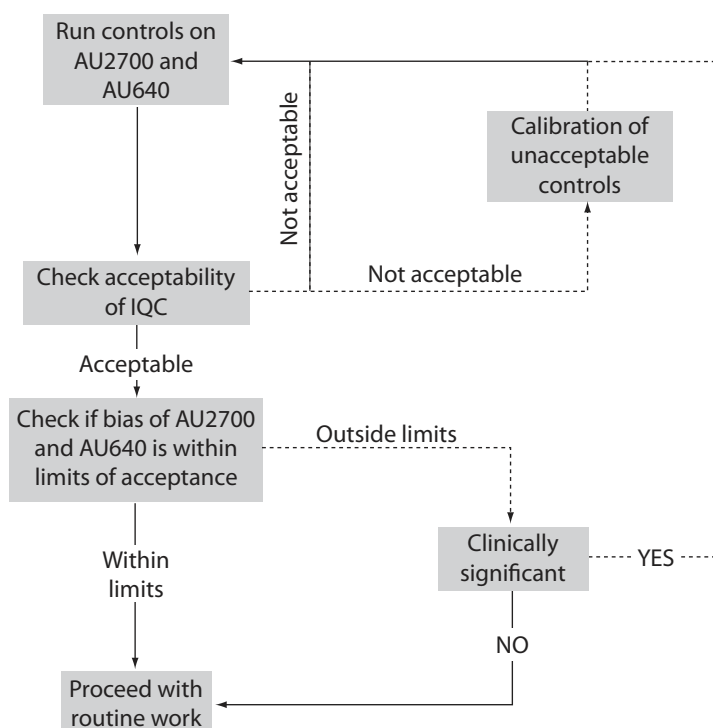 Run controls on
AU2700 and
AU640
Not acceptable
Calibration of
unacceptable
controls
Check acceptability
of IQC
Not acceptable
Acceptable
Check if bias of AU2700
and AU640 is within
limits of acceptance
Outside limits
Within
limits
Clinically
significant
YES
NO
Proceed with
routine work